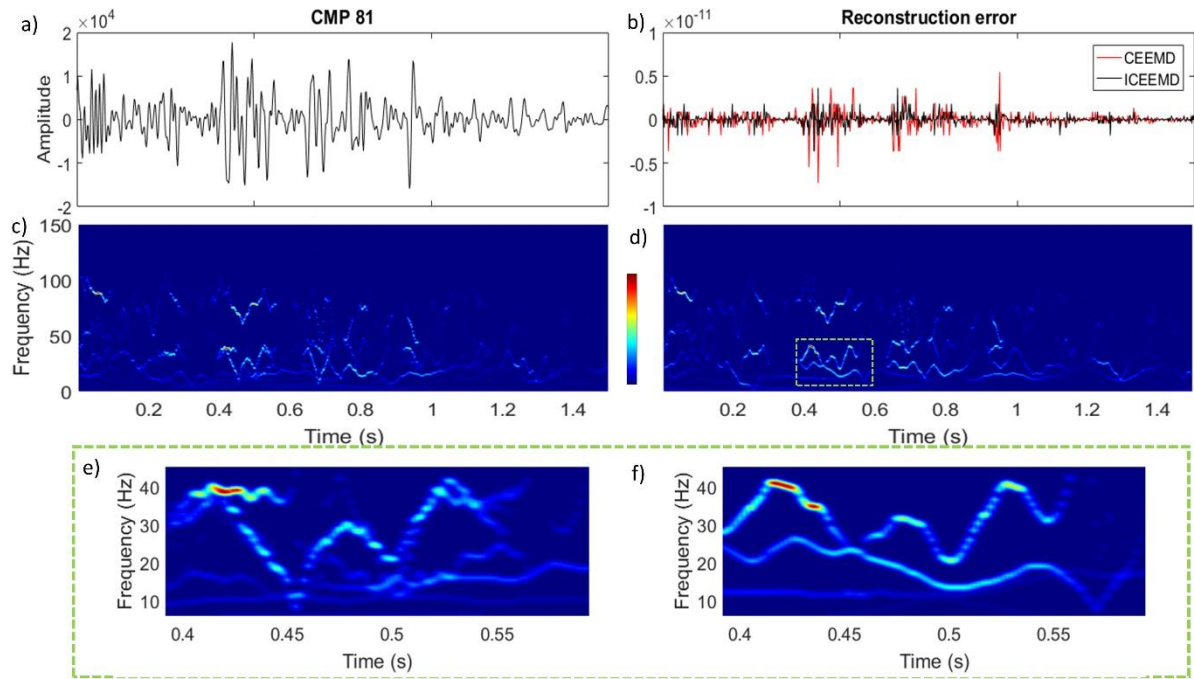 a)
CMP 81
×10⁴
2
1
0
-1
-2
Amplitude
b)
Reconstruction error
×10⁻¹¹
1
0.5
0
-0.5
-1
CEEMD
ICEEMD
c)
150
100
50
0
Frequency (Hz)
0.2 0.4 0.6 0.8 1 1.2 1.4
Time (s)
d)
0.2 0.4 0.6 0.8 1 1.2 1.4
Time (s)
e)
40
30
20
10
Frequency (Hz)
0.4 0.45 0.5 0.55
Time (s)
f)
40
30
20
10
Frequency (Hz)
0.4 0.45 0.5 0.55
Time (s)